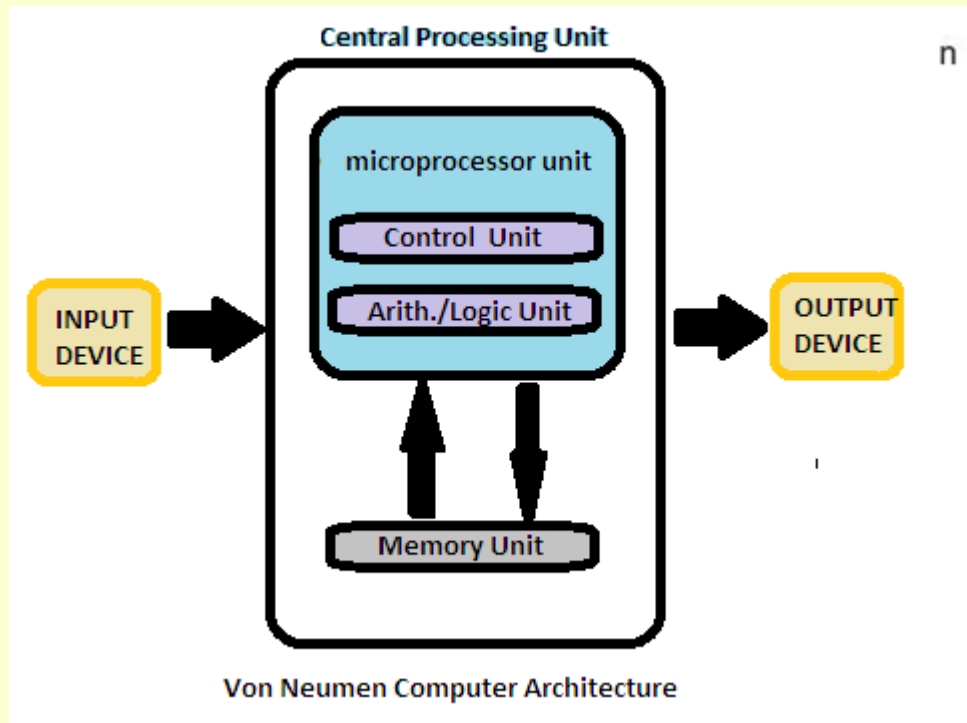 Central Processing Unit
n
microprocessor unit
Control Unit
Arith./Logic Unit
INPUT
DEVICE
OUTPUT
DEVICE
Memory Unit
Von Neumen Computer Architecture